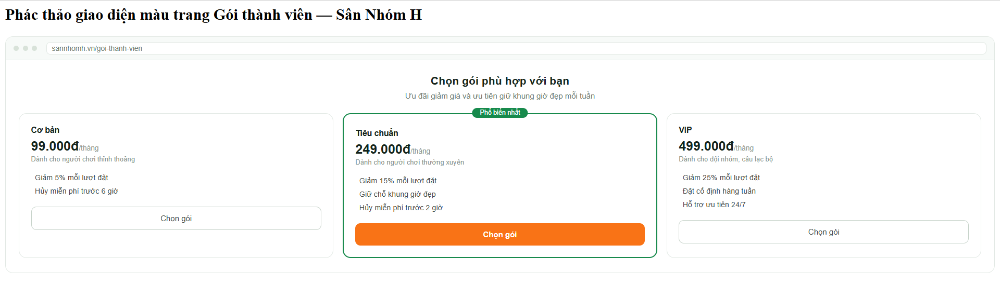 Phác thảo giao diện màu trang Gói thành viên — Sân Nhóm H
sannhomh.vn/goi-thanh-vien
Chọn gói phù hợp với bạn
Ưu đãi giảm giá và ưu tiên giữ khung giờ đẹp mỗi tuần
Cơ bản
99.000đ/tháng
Dành cho người chơi thỉnh thoảng
Giảm 5% mỗi lượt đặt
Hủy miễn phí trước 6 giờ
Chọn gói
Phổ biến nhất
Tiêu chuẩn
249.000đ/tháng
Dành cho người chơi thường xuyên
Giảm 15% mỗi lượt đặt
Giữ chỗ khung giờ đẹp
Hủy miễn phí trước 2 giờ
Chọn gói
VIP
499.000đ/tháng
Dành cho đội nhóm, câu lạc bộ
Giảm 25% mỗi lượt đặt
Đặt cố định hàng tuần
Hỗ trợ ưu tiên 24/7
Chọn gói